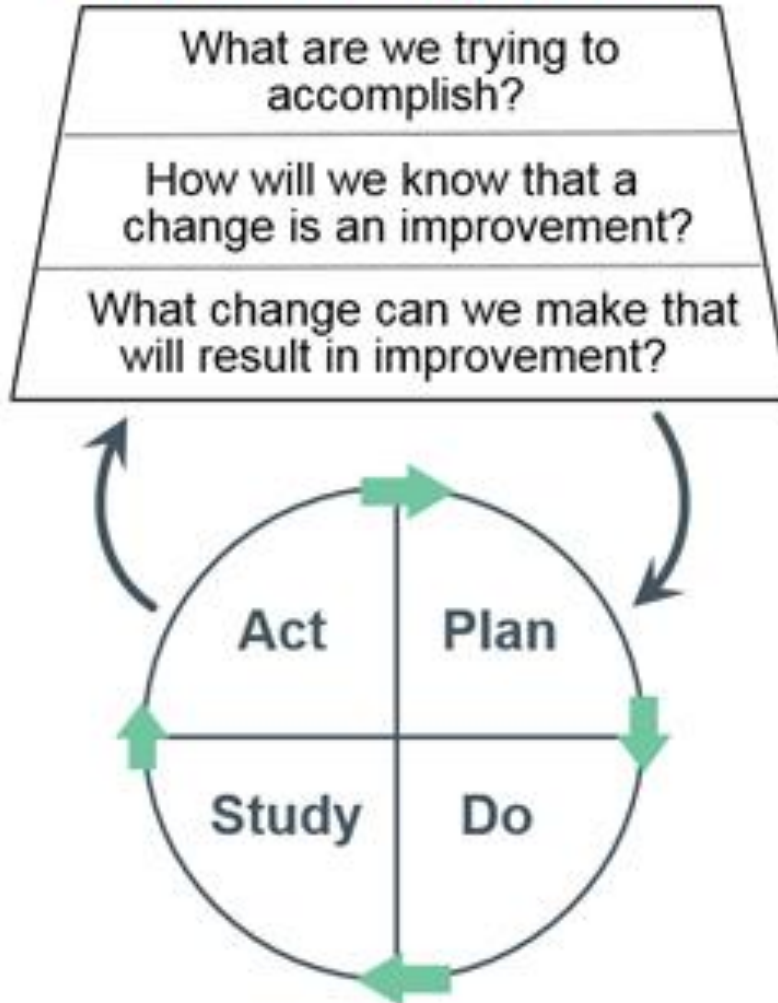 What are we trying to
accomplish?
How will we know that a
change is an improvement?
What change can we make that
will result in improvement?
Act
Plan
Study
Do